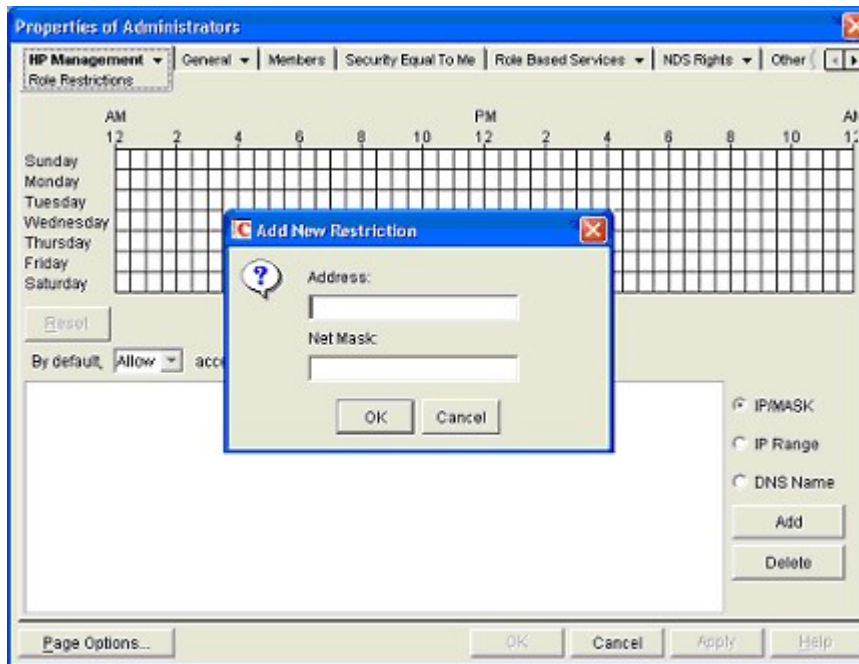 Properties of Administrators
HP Management General Members Security Equal To Me Role Based Services NDS Rights Other
Role Restrictions
AM PM AM
12 2 4 6 8 10 12 2 4 6 8 10 12
Sunday
Monday
Tuesday
Wednesday
Thursday
Friday
Saturday
Reset
By default, Allow
Add New Restriction
Address:
Net Mask:
OK Cancel
IP/MASK
IP Range
DNS Name
Add
Delete
Page Options... OK Cancel Apply Help